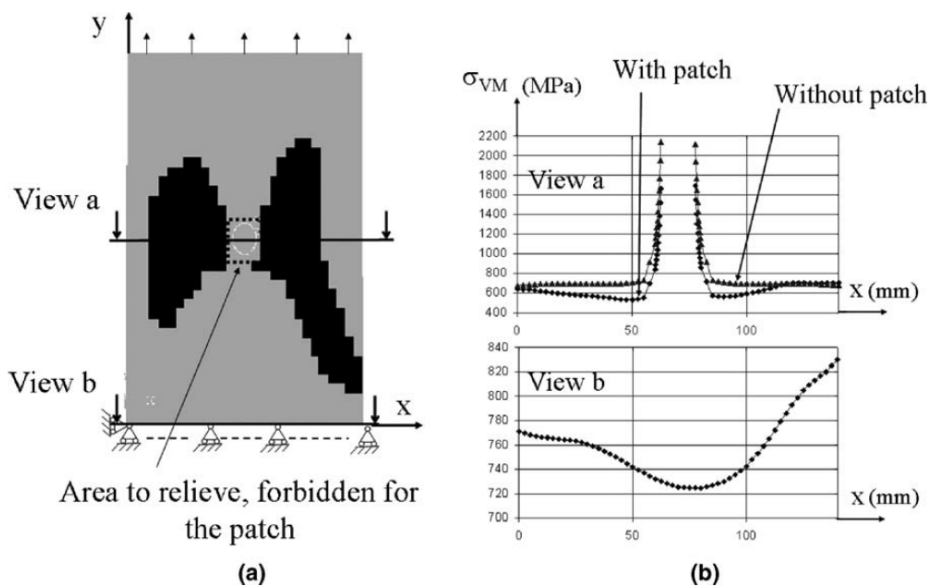 (a)
y
View a
View b
x
Area to relieve, forbidden for
the patch
(a)
(b)
With patch
σVM (MPa)
Without patch
2200
2000
1800
View a
1600
1400
1200
1000
800
600
400
X (mm)
0
50
100
840
820
View b
800
780
760
740
720
700
X (mm)
0
50
100
(b)